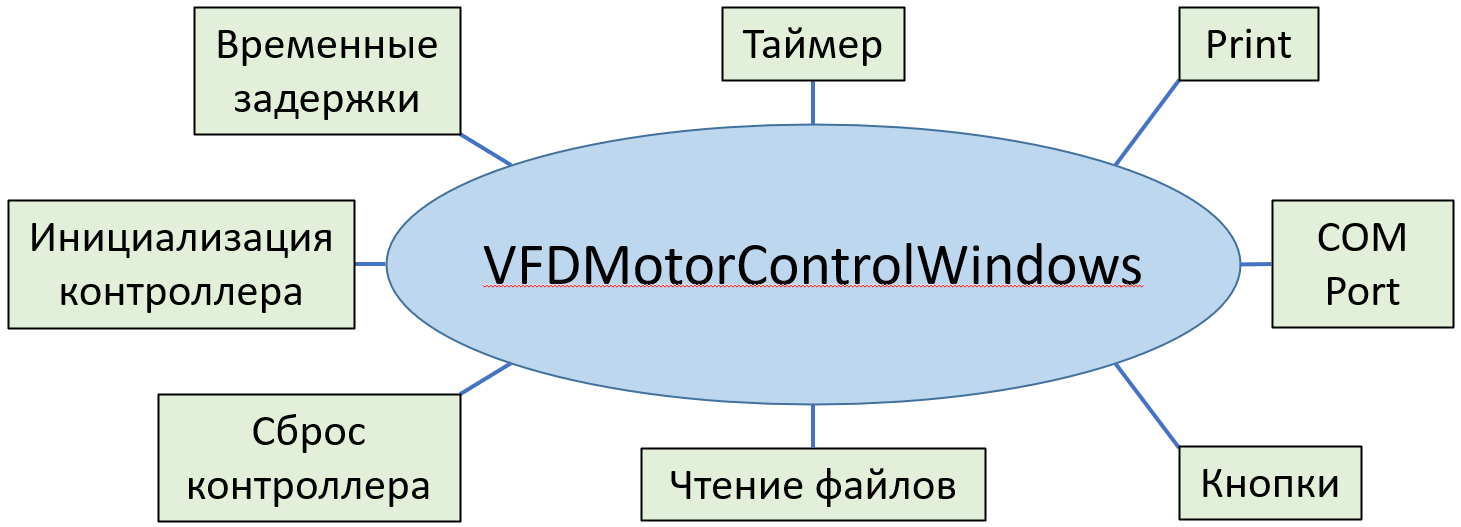 Временные
задержки
Таймер
Print
Инициализация
контроллера
VFDMotorControlWindows
COM
Port
Сброс
контроллера
Чтение файлов
Кнопки